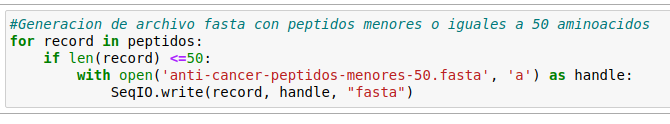 #Generacion de archivo fasta con peptidos menores o iguales a 50 aminoacidos
for record in peptidos:
    if len(record) <=50:
        with open('anti-cancer-peptidos-menores-50.fasta', 'a') as handle:
            SeqIO.write(record, handle, "fasta")